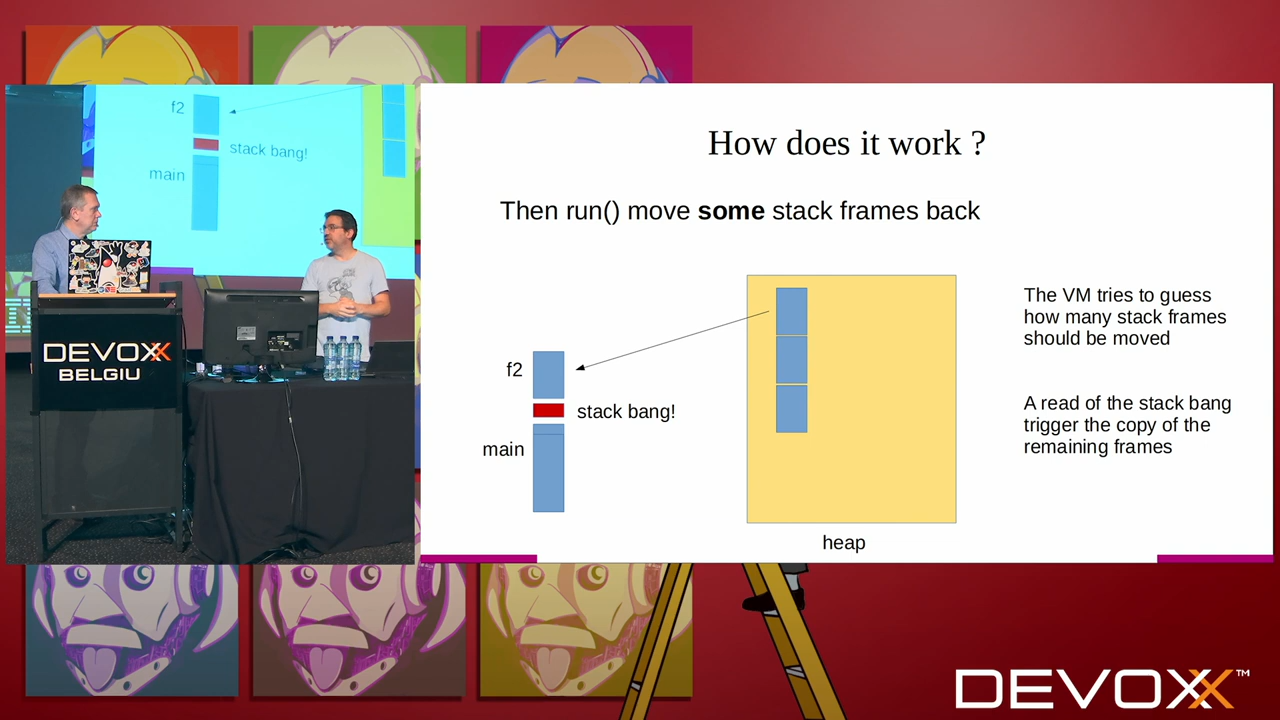 f2
stack bang!
main
DEVOXX
BELGIU
How does it work ?
Then run() move some stack frames back
f2
stack bang!
main
heap
The VM tries to guess
how many stack frames
should be moved
A read of the stack bang
trigger the copy of the
remaining frames
DEVOXX™